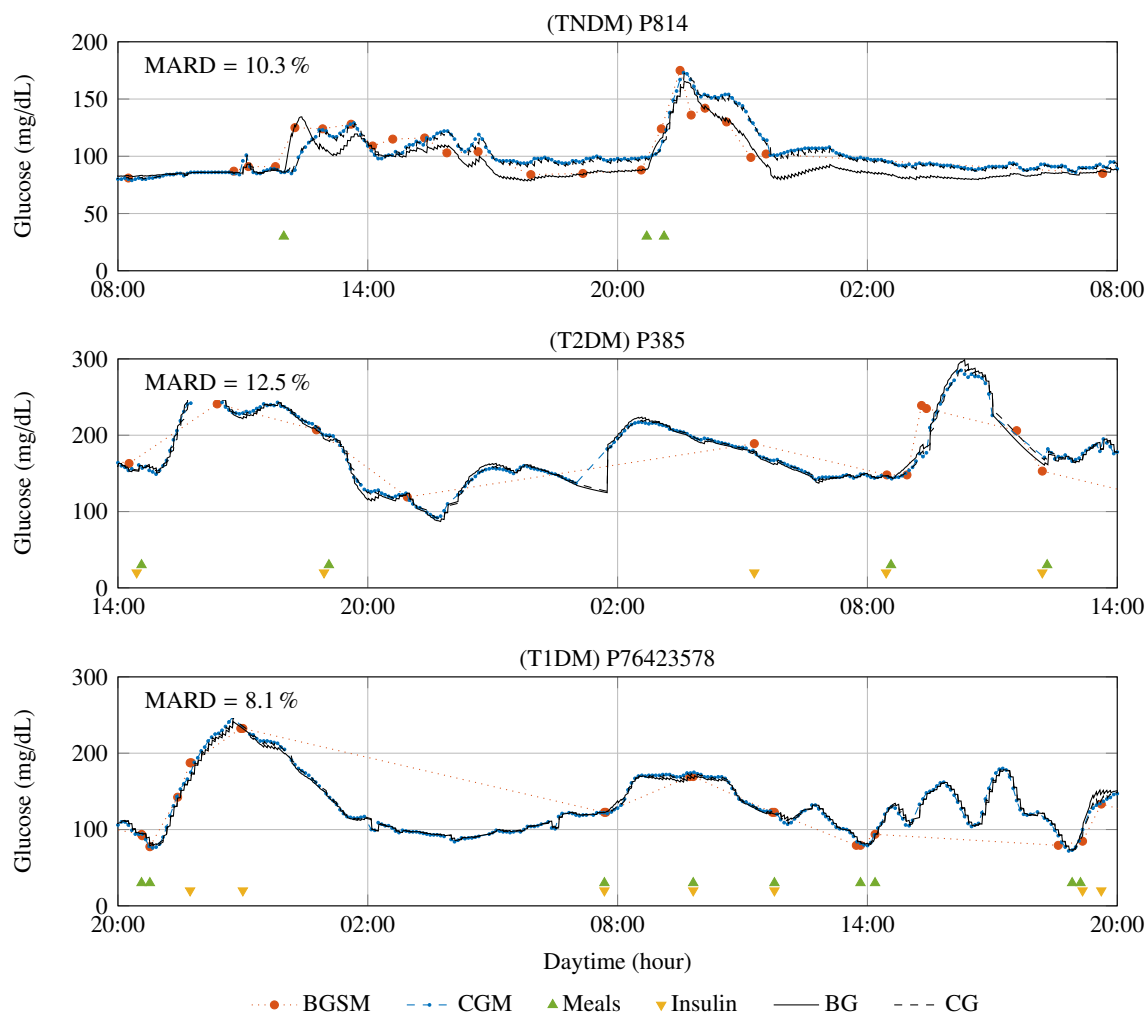 (TNDM) P814
MARD = 10.3 %
200
150
100
50
0
Glucose (mg/dL)
08:00 14:00 20:00 02:00 08:00
(T2DM) P385
MARD = 12.5 %
300
200
100
0
Glucose (mg/dL)
14:00 20:00 02:00 08:00 14:00
(T1DM) P76423578
MARD = 8.1 %
300
200
100
0
Glucose (mg/dL)
20:00 02:00 08:00 14:00 20:00
Daytime (hour)
BGSM CGM Meals Insulin BG CG